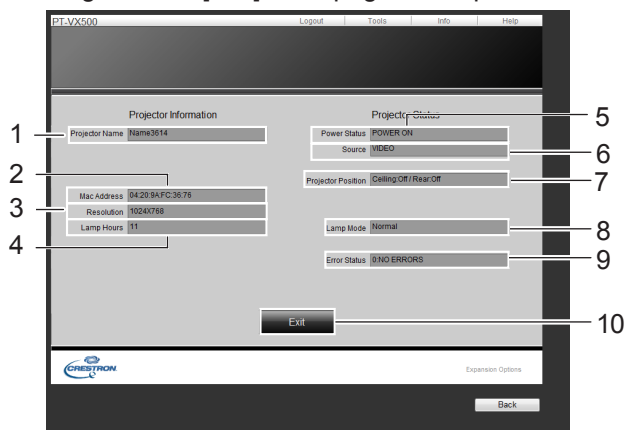 PT-VX500 Logout Tools Info Help
Projector Information
Projector Status
1 Projector Name Name3614
2
3
Mac Address 04:20:9A:FC:36:76
Resolution 1024X768
Lamp Hours 11
4
5
Power Status POWER ON
Source VIDEO
6
Projector Position Ceiling:Off / Rear:Off
7
Lamp Mode Normal
8
Error Status 0:NO ERRORS
9
Exit
10
CRESTRON
Expansion Options
Back